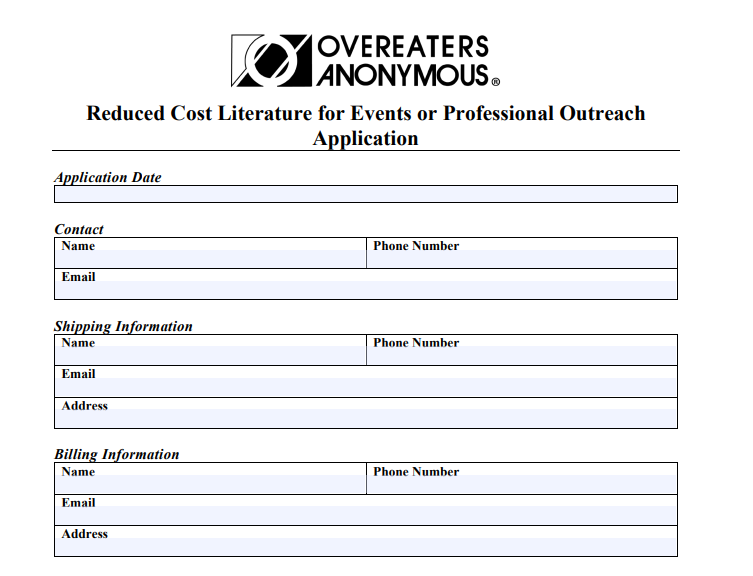 OVEREATERS
ANONYMOUS®
Reduced Cost Literature for Events or Professional Outreach
Application
Application Date
Contact
Name Phone Number
Email
Shipping Information
Name Phone Number
Email
Address
Billing Information
Name Phone Number
Email
Address